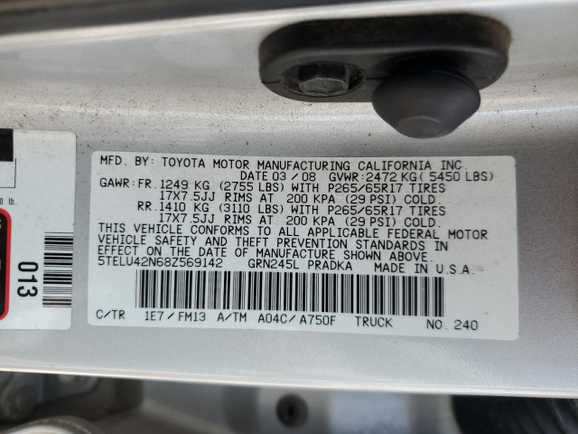 MFD. BY: TOYOTA MOTOR MANUFACTURING CALIFORNIA INC.
DATE 03 / 08 GVWR: 2472 KG ( 5450 LBS)
GAWR: FR. 1249 KG (2755 LBS) WITH P265/65R17 TIRES
17X7.5JJ RIMS AT 200 KPA (29 PSI) COLD.
RR. 1410 KG (3110 LBS) WITH P265/65R17 TIRES
17X7.5JJ RIMS AT 200 KPA (29 PSI) COLD.
THIS VEHICLE CONFORMS TO ALL APPLICABLE FEDERAL MOTOR
VEHICLE SAFETY AND THEFT PREVENTION STANDARDS IN
EFFECT ON THE DATE OF MANUFACTURE SHOWN ABOVE.
5TELU42N68Z569142 GRN245L PRADKA MADE IN U.S.A.
C/TR 1E7 / FM13 A/TM A04C / A750F TRUCK NO. 240
013